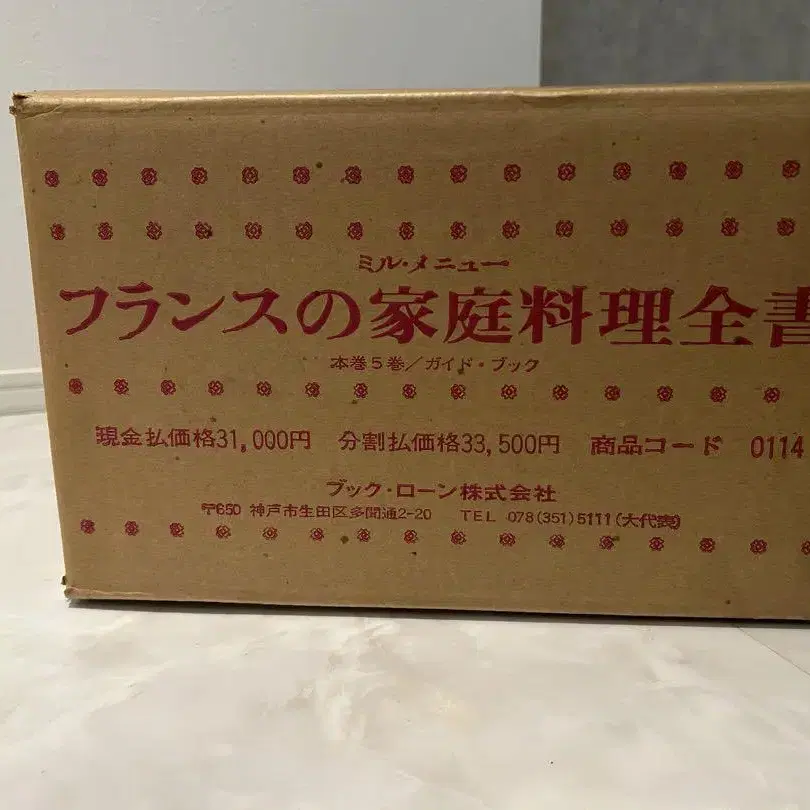 ミル・メニュー
フランスの家庭料理全書
本巻5巻／ガイド・ブック
現金払価格31,000円 分割払価格33,500円 商品コード 0114
ブック・ローン株式会社
〒650 神戸市生田区多聞通2-20 TEL 078(351)5111(大代表)